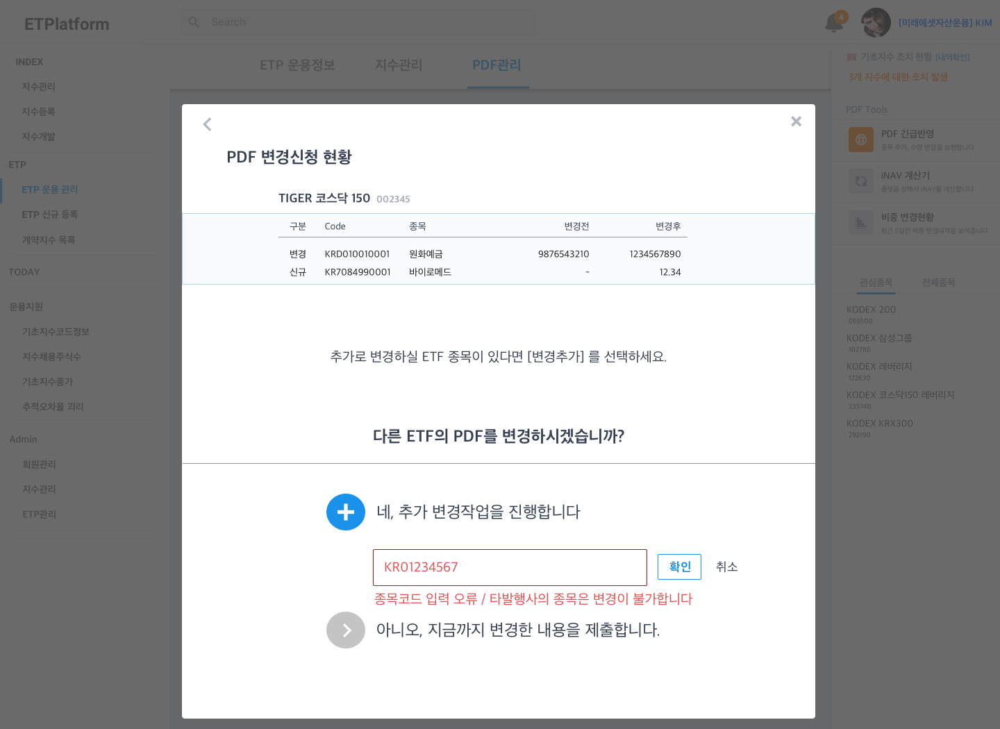 ETPlatform
Search
4
[미래에셋자산운용] KIM
INDEX
지수관리
지수등록
지수개발
ETP
ETP 운용 관리
ETP 신규 등록
계약지수 목록
TODAY
운용지원
기초지수코드정보
지수채용주식수
기초지수종가
추적오차율 괴리
Admin
회원관리
지수관리
ETP관리
ETP 운용정보
지수관리
PDF관리
PDF 변경신청 현황
TIGER 코스닥 150 002345
구분 Code 종목 변경전 변경후
변경 KRD010010001 원화예금 9876543210 1234567890
신규 KR7084990001 바이로메드 - 12.34
추가로 변경하실 ETF 종목이 있다면 [변경추가] 를 선택하세요.
다른 ETF의 PDF를 변경하시겠습니까?
네, 추가 변경작업을 진행합니다
KR01234567
확인
취소
종목코드 입력 오류 / 타발행사의 종목은 변경이 불가합니다
아니오, 지금까지 변경한 내용을 제출합니다.
기초지수 조치 현황 [내역확인]
3개 지수에 대한 조치 발생
PDF Tools
PDF 긴급반영
종목 추가, 수량 변경을 요청합니다
iNAV 계산기
플랫폼 상에서 iNAV를 계산합니다
비중 변경현황
최근 5일간 비중 변경내역을 보여줍니다
관심종목
전체종목
KODEX 200
069500
KODEX 삼성그룹
102780
KODEX 레버리지
122630
KODEX 코스닥150 레버리지
233740
KODEX KRX300
292190